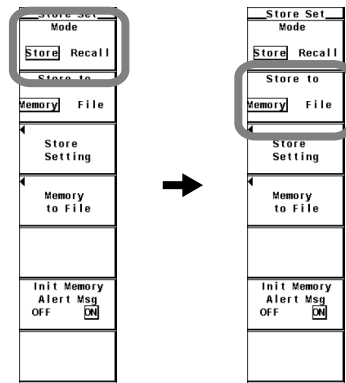 Store Set
Mode
Store Recall
Store to
Memory File
Store
Setting
Memory
to File
Init Memory
Alert Msg
OFF ON
Store Set
Mode
Store Recall
Store to
Memory File
Store
Setting
Memory
to File
Init Memory
Alert Msg
OFF ON